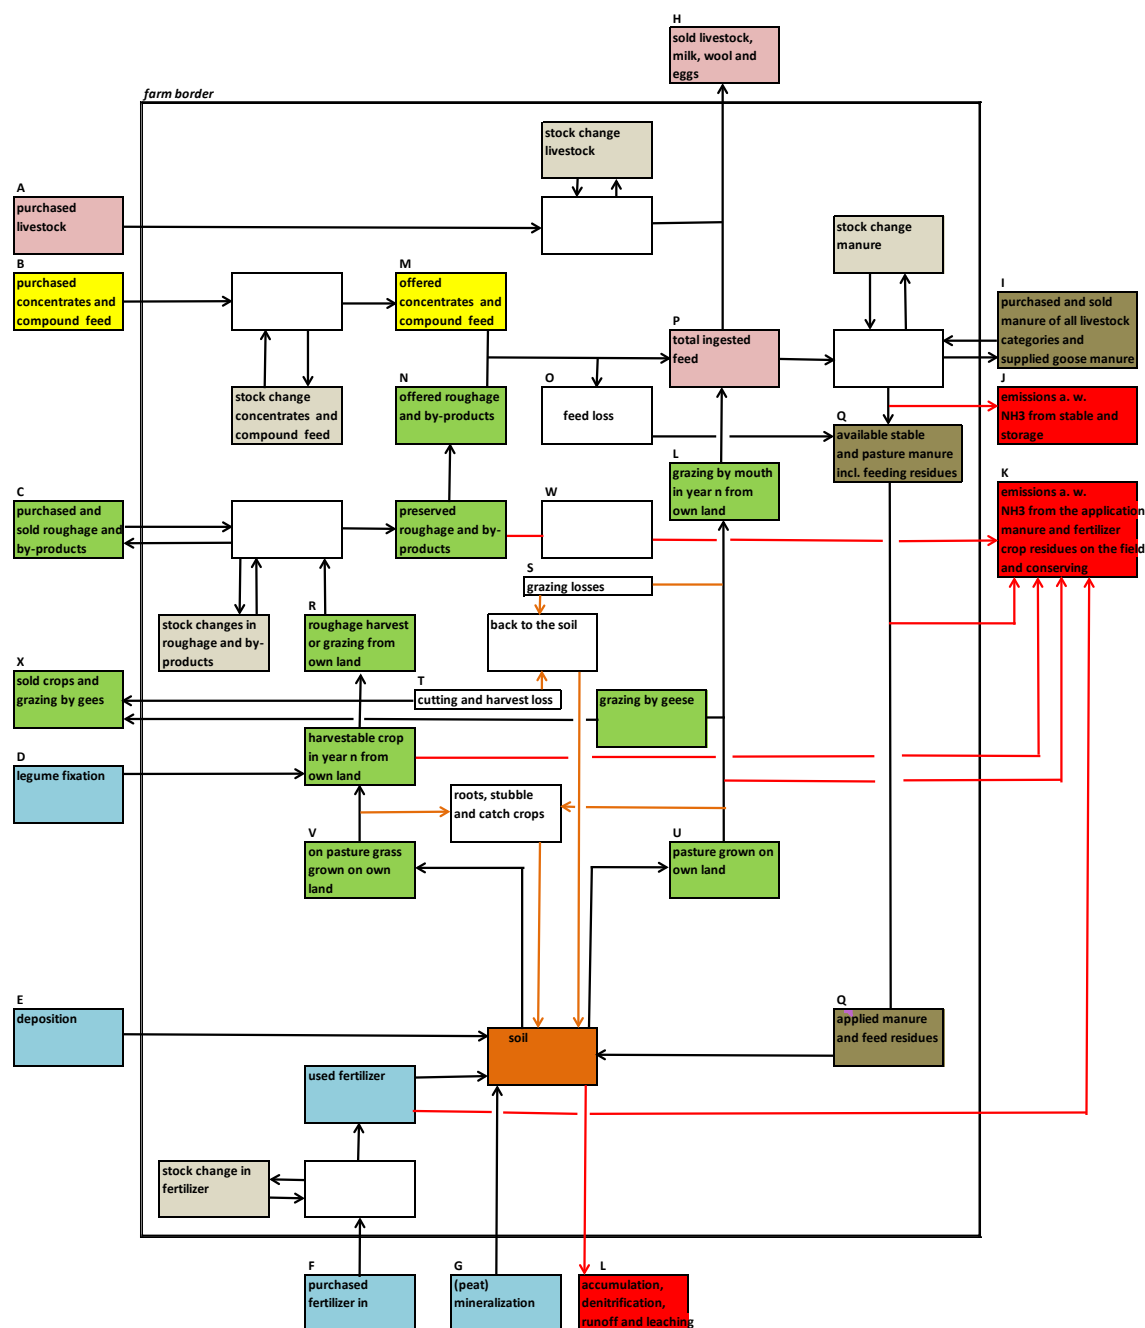 H
sold livestock,
milk, wool and
eggs
farm border
stock change
livestock
A
purchased
livestock
stock change
manure
B
purchased
concentrates and
compound feed
M
offered
concentrates and
compound feed
I
purchased and sold
manure of all livestock
categories and
supplied goose manure
P
total ingested
feed
stock change
concentrates and
compound feed
N
offered roughage
and by-products
O
feed loss
J
emissions a. w.
NH3 from stable and
storage
Q
available stable
and pasture manure
incl. feeding residues
L
grazing by mouth
in year n from
own land
C
purchased and
sold roughage and
by-products
preserved
roughage and by-
products
W
K
emissions a. w.
NH3 from the application
manure and fertilizer
crop residues on the field
and conserving
S
grazing losses
stock changes in
roughage and by-
products
R
roughage harvest
or grazing from
own land
back to the soil
X
sold crops and
grazing by gees
T
cutting and harvest loss
grazing by geese
harvestable crop
in year n from
own land
D
legume fixation
roots, stubble
and catch crops
V
on pasture grass
grown on own
land
U
pasture grown on
own land
E
deposition
soil
Q
applied manure
and feed residues
used fertilizer
stock change in
fertilizer
F
purchased
fertilizer in
G
(peat)
mineralization
L
accumulation,
denitrification,
runoff and leaching